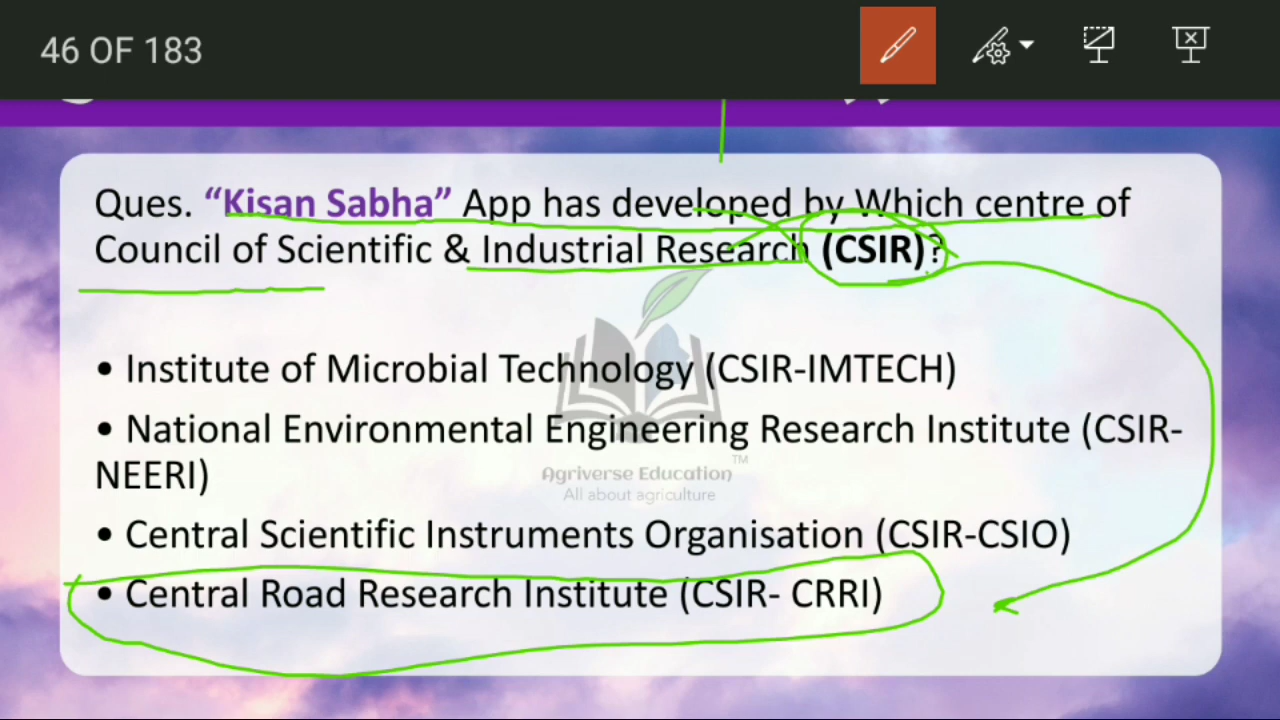 46 OF 183
Ques. “Kisan Sabha” App has developed by Which centre of
Council of Scientific & Industrial Research (CSIR)?
• Institute of Microbial Technology (CSIR-IMTECH)
• National Environmental Engineering Research Institute (CSIR-
NEERI)
Agriverse Education™
All about agriculture
• Central Scientific Instruments Organisation (CSIR-CSIO)
• Central Road Research Institute (CSIR- CRRI)